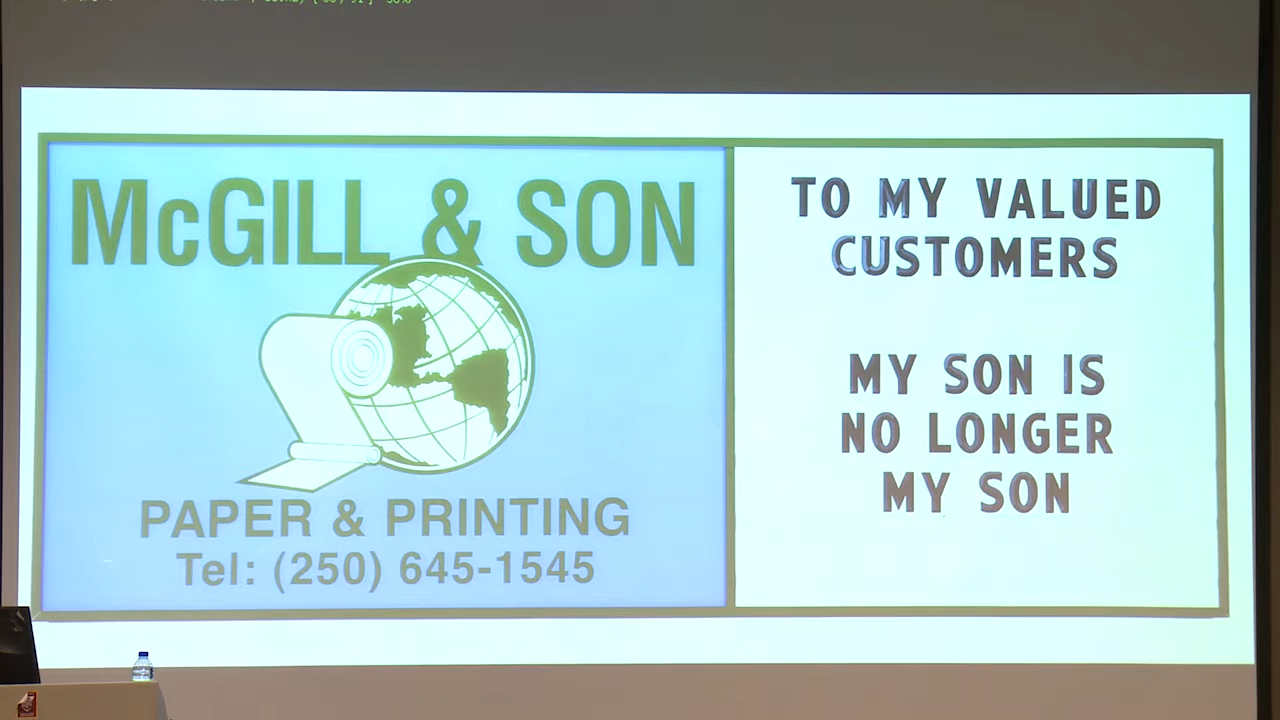 McGILL & SON
PAPER & PRINTING
Tel: (250) 645-1545
TO MY VALUED
CUSTOMERS
MY SON IS
NO LONGER
MY SON